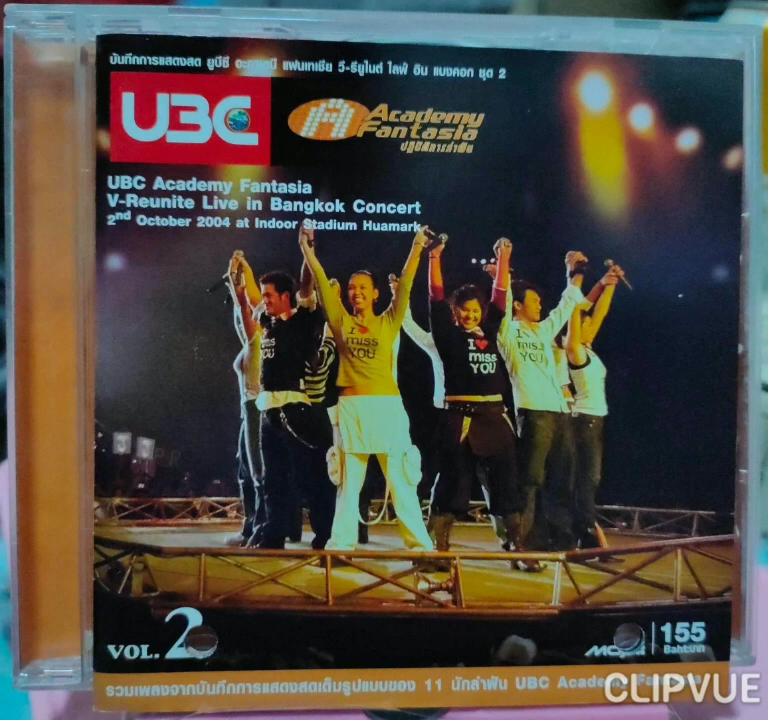 บันทึกการแสดงสด ยูบีซี อะคาเดมี แฟนเทเชีย วี-รียูไนต์ ไลฟ์ อิน แบงคอก ชุด 2
UBC
Academy
Fantasia
ปฏิบัติการล่าฝัน
UBC Academy Fantasia
V-Reunite Live in Bangkok Concert
2nd October 2004 at Indoor Stadium Huamark
I ❤ miss YOU
I ❤ miss YOU
I miss YOU
miss YOU
VOL. 2
155
Baht:บาท
รวมเพลงจากบันทึกการแสดงสดเต็มรูปแบบของ 11 นักล่าฝัน UBC Academy Fantasia
CLIPVUE